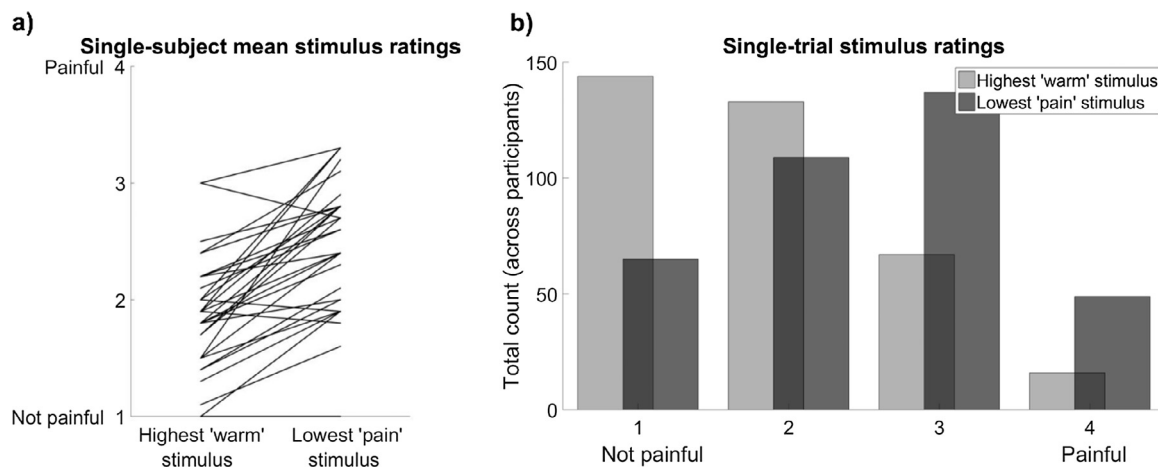 a)
Single-subject mean stimulus ratings
Painful 4
3
2
Not painful 1
Highest 'warm' stimulus
Lowest 'pain' stimulus
b)
Single-trial stimulus ratings
Total count (across participants)
150
100
50
0
Highest 'warm' stimulus
Lowest 'pain' stimulus
1 2 3 4
Not Painful Painful